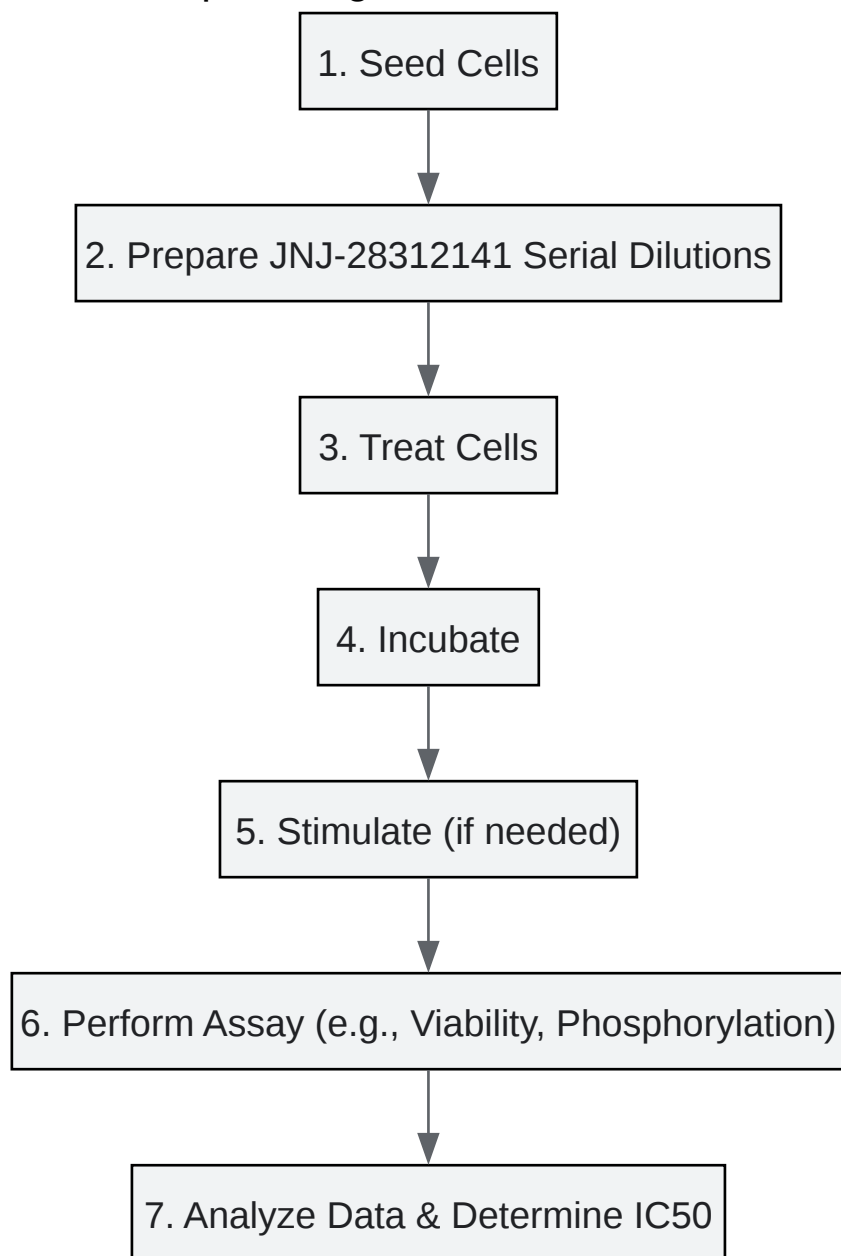 1. Seed Cells
2. Prepare JNJ-28312141 Serial Dilutions
3. Treat Cells
4. Incubate
5. Stimulate (if needed)
6. Perform Assay (e.g., Viability, Phosphorylation)
7. Analyze Data & Determine IC50